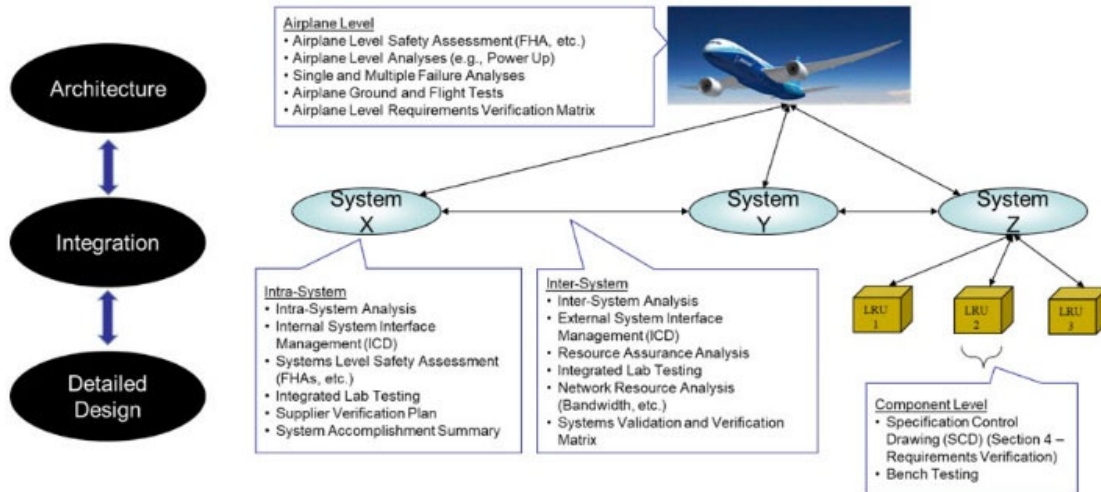 Architecture
Integration
Detailed
Design
Airplane Level
• Airplane Level Safety Assessment (FHA, etc.)
• Airplane Level Analyses (e.g., Power Up)
• Single and Multiple Failure Analyses
• Airplane Ground and Flight Tests
• Airplane Level Requirements Verification Matrix
System
X
System
Y
System
Z
Intra-System
• Intra-System Analysis
• Internal System Interface
Management (ICD)
• Systems Level Safety Assessment
(FHAs, etc.)
• Integrated Lab Testing
• Supplier Verification Plan
• System Accomplishment Summary
Inter-System
• Inter-System Analysis
• External System Interface
Management (ICD)
• Resource Assurance Analysis
• Integrated Lab Testing
• Network Resource Analysis
(Bandwidth, etc.)
• Systems Validation and Verification
Matrix
LRU
1
LRU
2
LRU
3
Component Level
• Specification Control
Drawing (SCD) (Section 4 –
Requirements Verification)
• Bench Testing